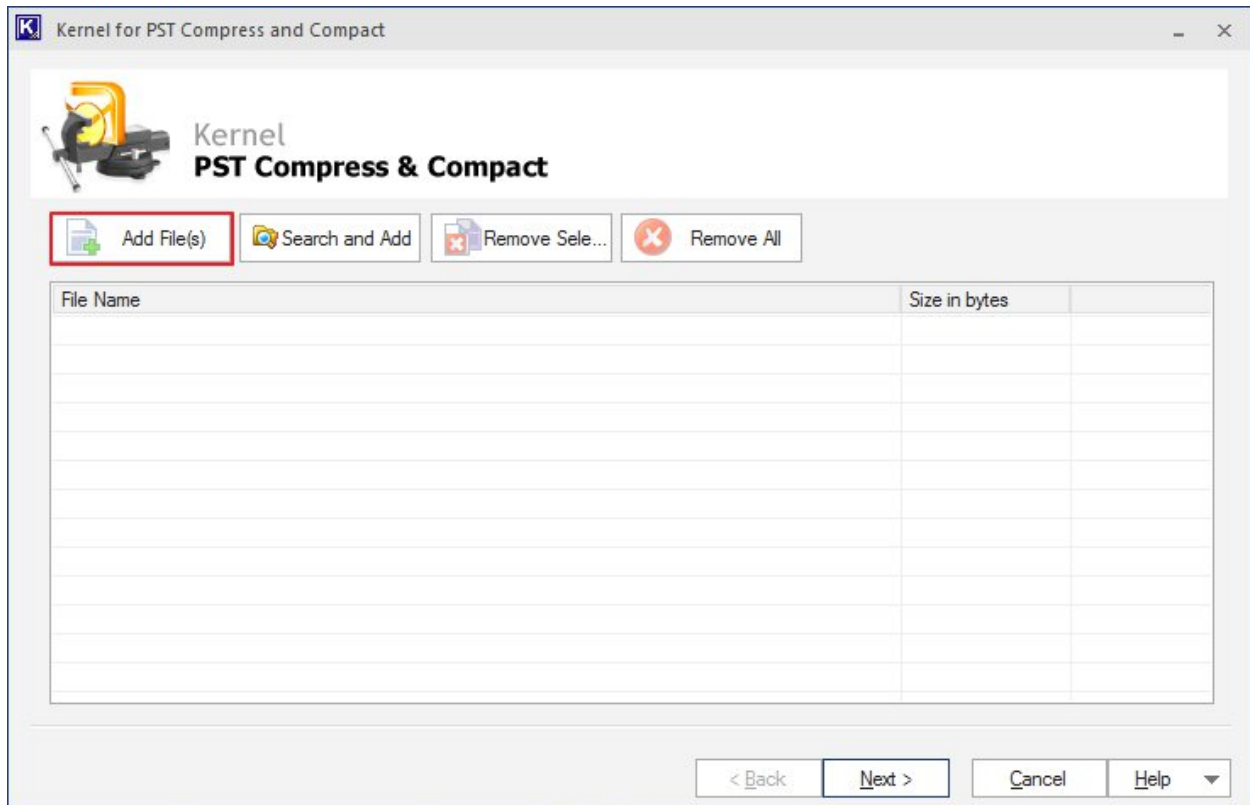 Kernel for PST Compress and Compact
Kernel
PST Compress & Compact
Add File(s) Search and Add Remove Sele... Remove All
File Name Size in bytes
< Back Next > Cancel Help